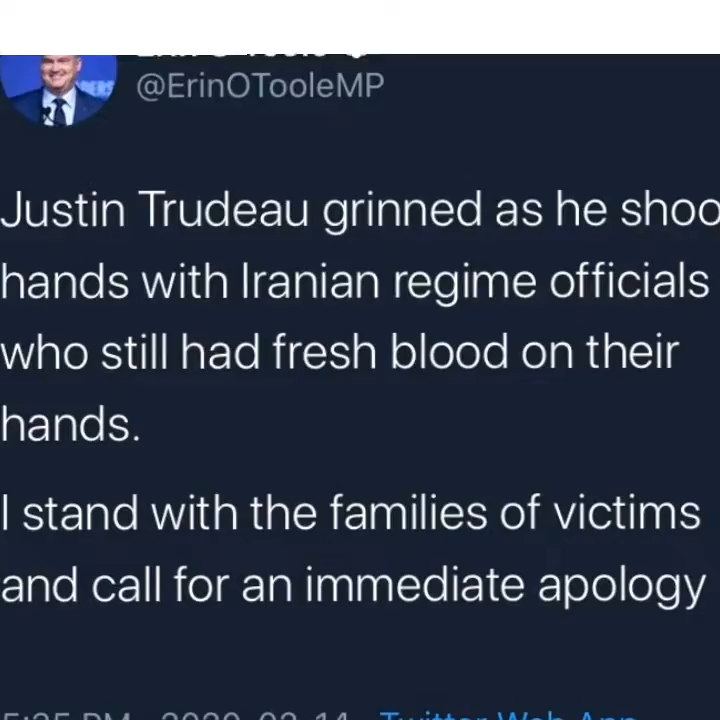 @ErinOTooleMP
Justin Trudeau grinned as he shoo
hands with Iranian regime officials
who still had fresh blood on their
hands.
I stand with the families of victims
and call for an immediate apology
Twitter Web App